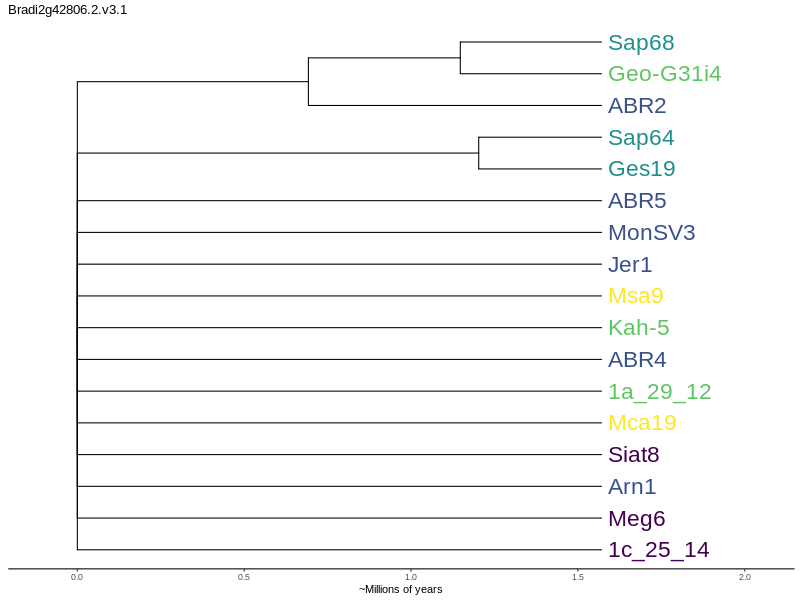 Bradi2g42806.2.v3.1
Sap68
Geo-G31i4
ABR2
Sap64
Ges19
ABR5
MonSV3
Jer1
Msa9
Kah-5
ABR4
1a_29_12
Mca19
Siat8
Arn1
Meg6
1c_25_14
0.0 0.5 1.0 1.5 2.0
~Millions of years